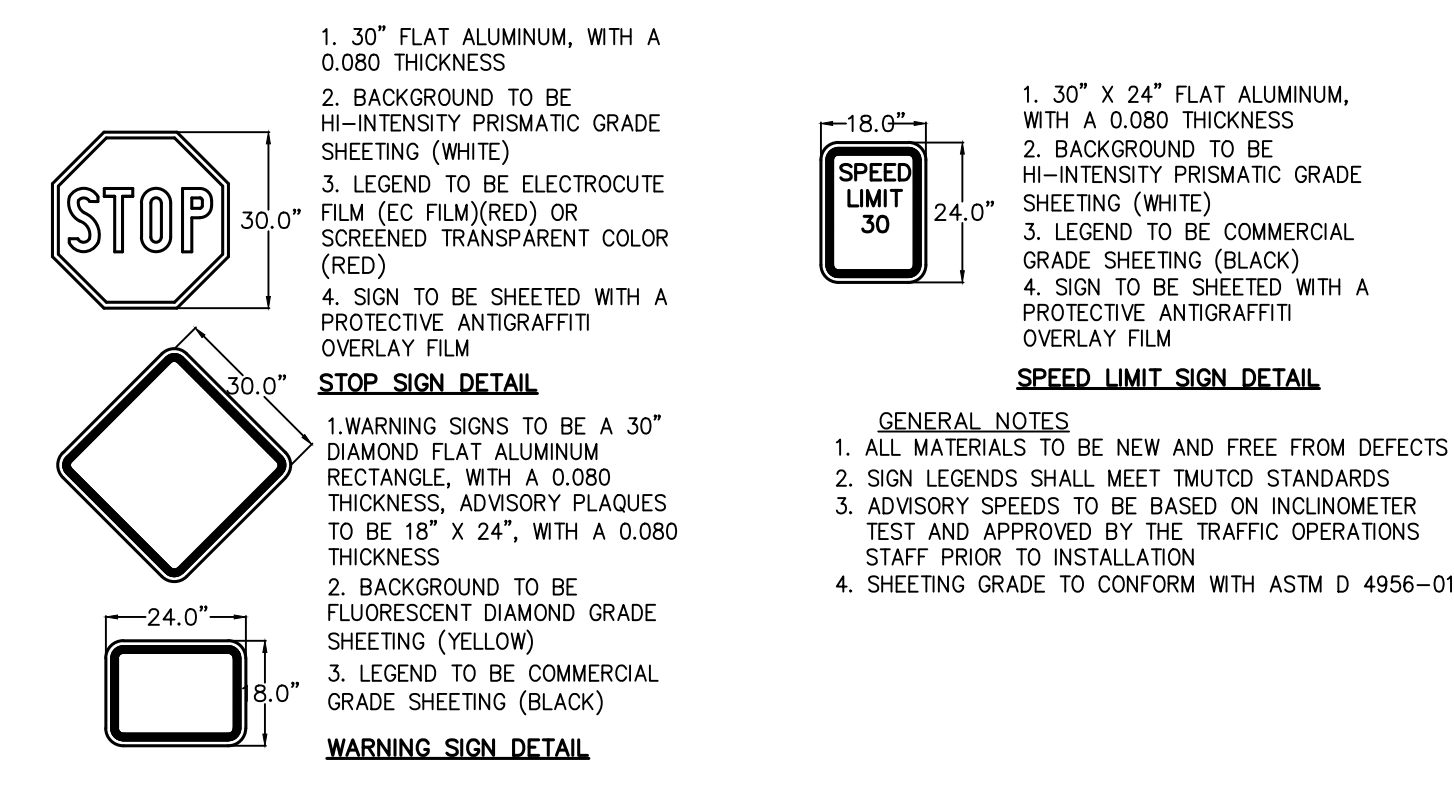 STOP
30.0”
1. 30” FLAT ALUMINUM, WITH A
0.080 THICKNESS
2. BACKGROUND TO BE
HI-INTENSITY PRISMATIC GRADE
SHEETING (WHITE)
3. LEGEND TO BE ELECTROCUTE
FILM (EC FILM)(RED) OR
SCREENED TRANSPARENT COLOR
(RED)
4. SIGN TO BE SHEETED WITH A
PROTECTIVE ANTIGRAFFITI
OVERLAY FILM
STOP SIGN DETAIL
30.0”
24.0”
18.0”
1.WARNING SIGNS TO BE A 30”
DIAMOND FLAT ALUMINUM
RECTANGLE, WITH A 0.080
THICKNESS, ADVISORY PLAQUES
TO BE 18” X 24”, WITH A 0.080
THICKNESS
2. BACKGROUND TO BE
FLUORESCENT DIAMOND GRADE
SHEETING (YELLOW)
3. LEGEND TO BE COMMERCIAL
GRADE SHEETING (BLACK)
WARNING SIGN DETAIL
18.0”
SPEED
LIMIT
30
24.0”
1. 30” X 24” FLAT ALUMINUM,
WITH A 0.080 THICKNESS
2. BACKGROUND TO BE
HI-INTENSITY PRISMATIC GRADE
SHEETING (WHITE)
3. LEGEND TO BE COMMERCIAL
GRADE SHEETING (BLACK)
4. SIGN TO BE SHEETED WITH A
PROTECTIVE ANTIGRAFFITI
OVERLAY FILM
SPEED LIMIT SIGN DETAIL
GENERAL NOTES
1. ALL MATERIALS TO BE NEW AND FREE FROM DEFECTS
2. SIGN LEGENDS SHALL MEET TMUTCD STANDARDS
3. ADVISORY SPEEDS TO BE BASED ON INCLINOMETER
TEST AND APPROVED BY THE TRAFFIC OPERATIONS
STAFF PRIOR TO INSTALLATION
4. SHEETING GRADE TO CONFORM WITH ASTM D 4956-01